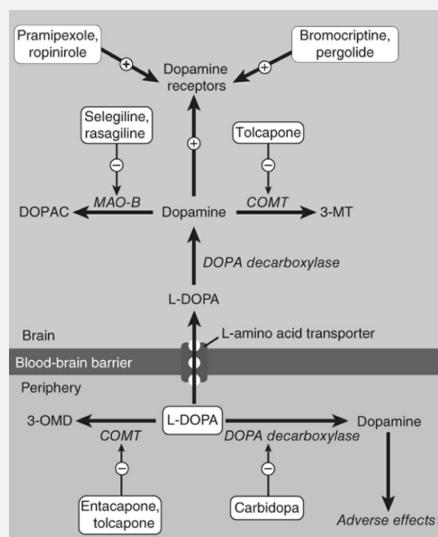 Pramipexole,
ropinirole
Bromocriptine,
pergolide
+
+
Dopamine
receptors
Selegiline,
rasagiline
Tolcapone
+
−
−
MAO-B
COMT
DOPAC
Dopamine
3-MT
DOPA decarboxylase
L-DOPA
Brain
L-amino acid transporter
Blood-brain barrier
Periphery
3-OMD
L-DOPA
Dopamine
COMT
DOPA decarboxylase
−
−
Entacapone,
tolcapone
Carbidopa
Adverse effects